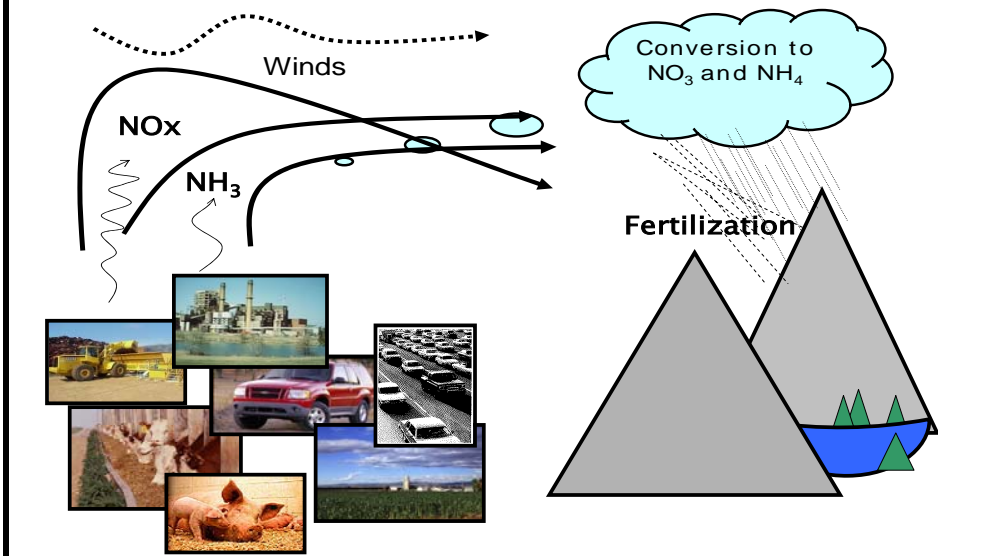 Winds
Conversion to
NO₃ and NH₄
NOx
NH₃
Fertilization